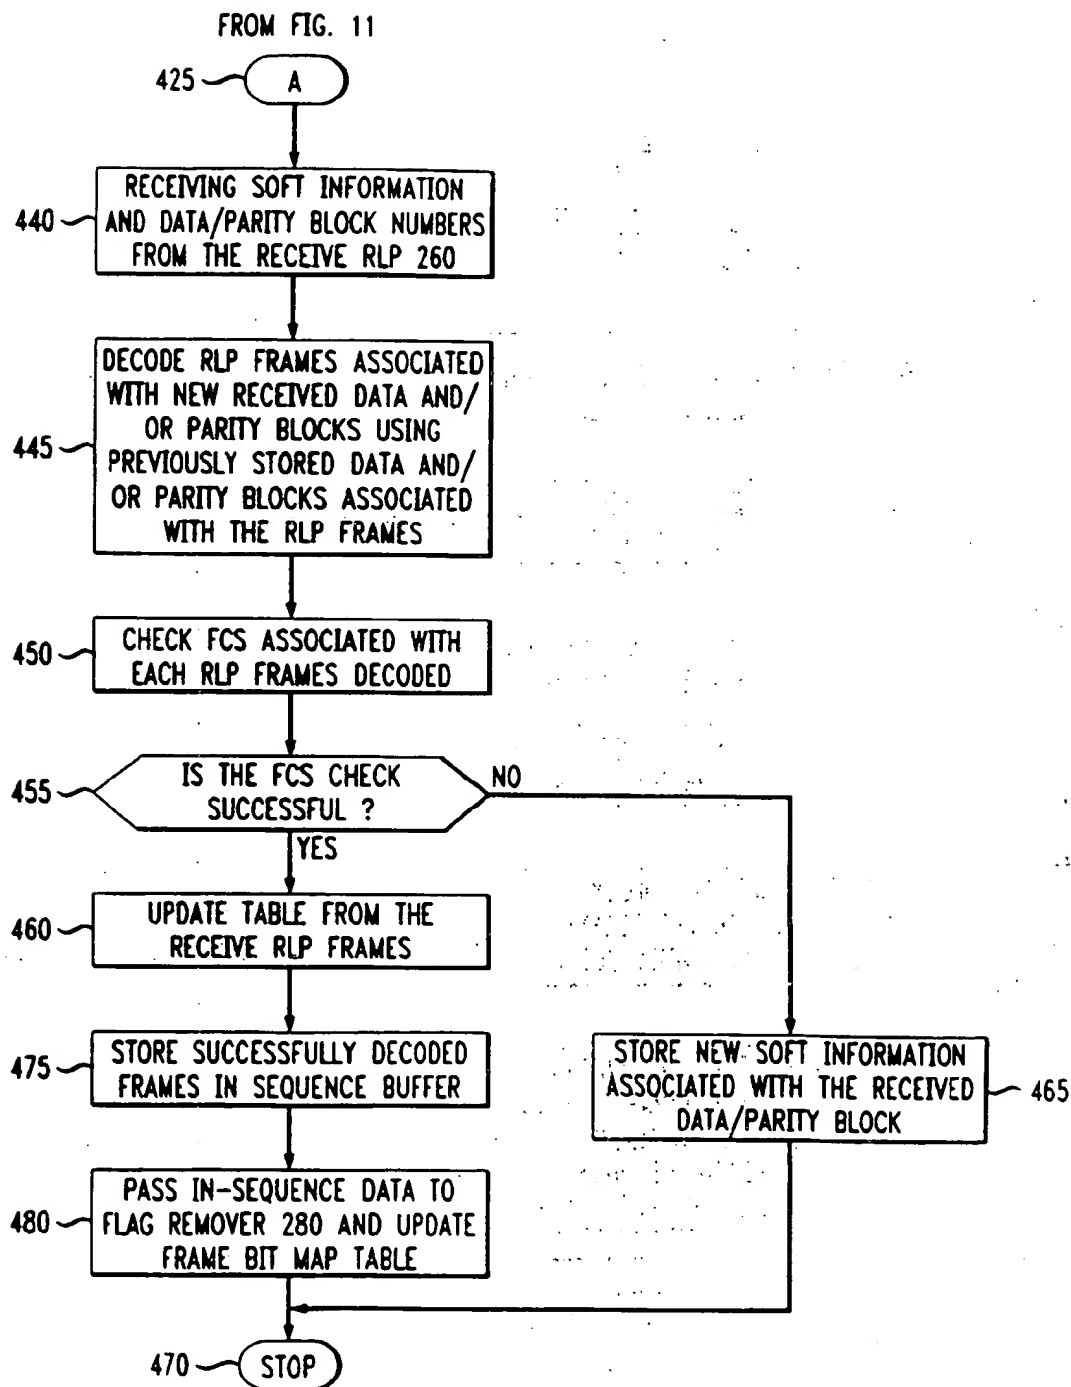 FROM FIG. 11
425
A
440
RECEIVING SOFT INFORMATION
AND DATA/PARITY BLOCK NUMBERS
FROM THE RECEIVE RLP 260
445
DECODE RLP FRAMES ASSOCIATED
WITH NEW RECEIVED DATA AND/
OR PARITY BLOCKS USING
PREVIOUSLY STORED DATA AND/
OR PARITY BLOCKS ASSOCIATED
WITH THE RLP FRAMES
450
CHECK FCS ASSOCIATED WITH
EACH RLP FRAMES DECODED
455
IS THE FCS CHECK
SUCCESSFUL ?
NO
YES
460
UPDATE TABLE FROM THE
RECEIVE RLP FRAMES
475
STORE SUCCESSFULLY DECODED
FRAMES IN SEQUENCE BUFFER
STORE NEW SOFT INFORMATION
ASSOCIATED WITH THE RECEIVED
DATA/PARITY BLOCK
465
480
PASS IN-SEQUENCE DATA TO
FLAG REMOVER 280 AND UPDATE
FRAME BIT MAP TABLE
470
STOP